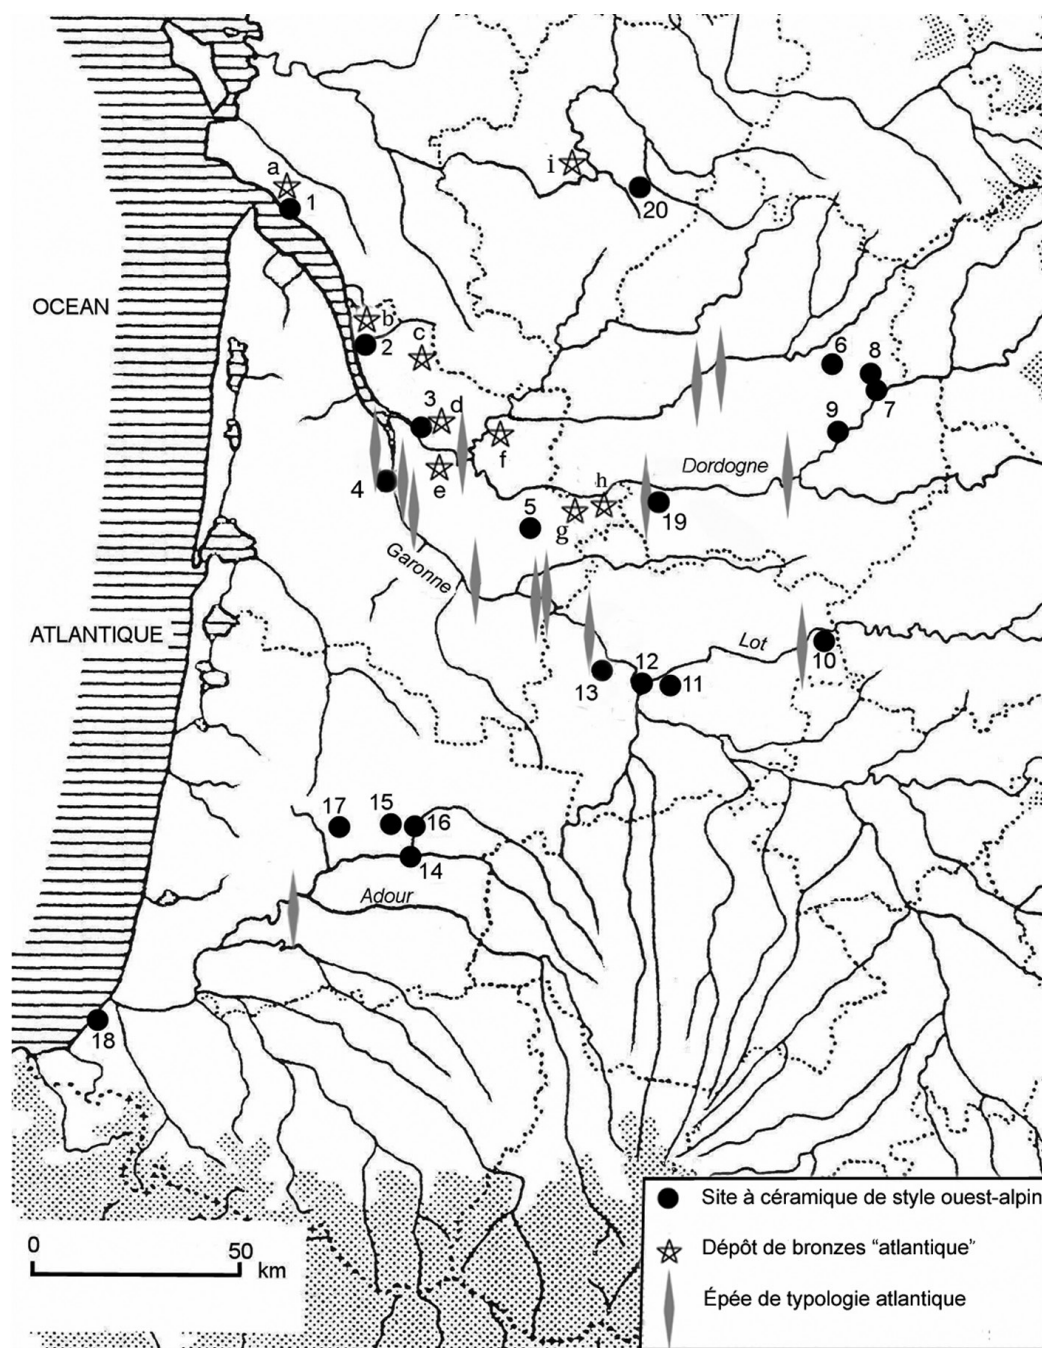 i
20
a
1
OCEAN
b
2
c
6
8
7
3
d
9
f
Dordogne
4
e
h
5
g
19
Garonne
ATLANTIQUE
Lot
10
12
13
11
17
15
16
14
Adour
18
Site à céramique de style ouest-alpin
0
50
km
Dépôt de bronzes “atlantique”
Épée de typologie atlantique